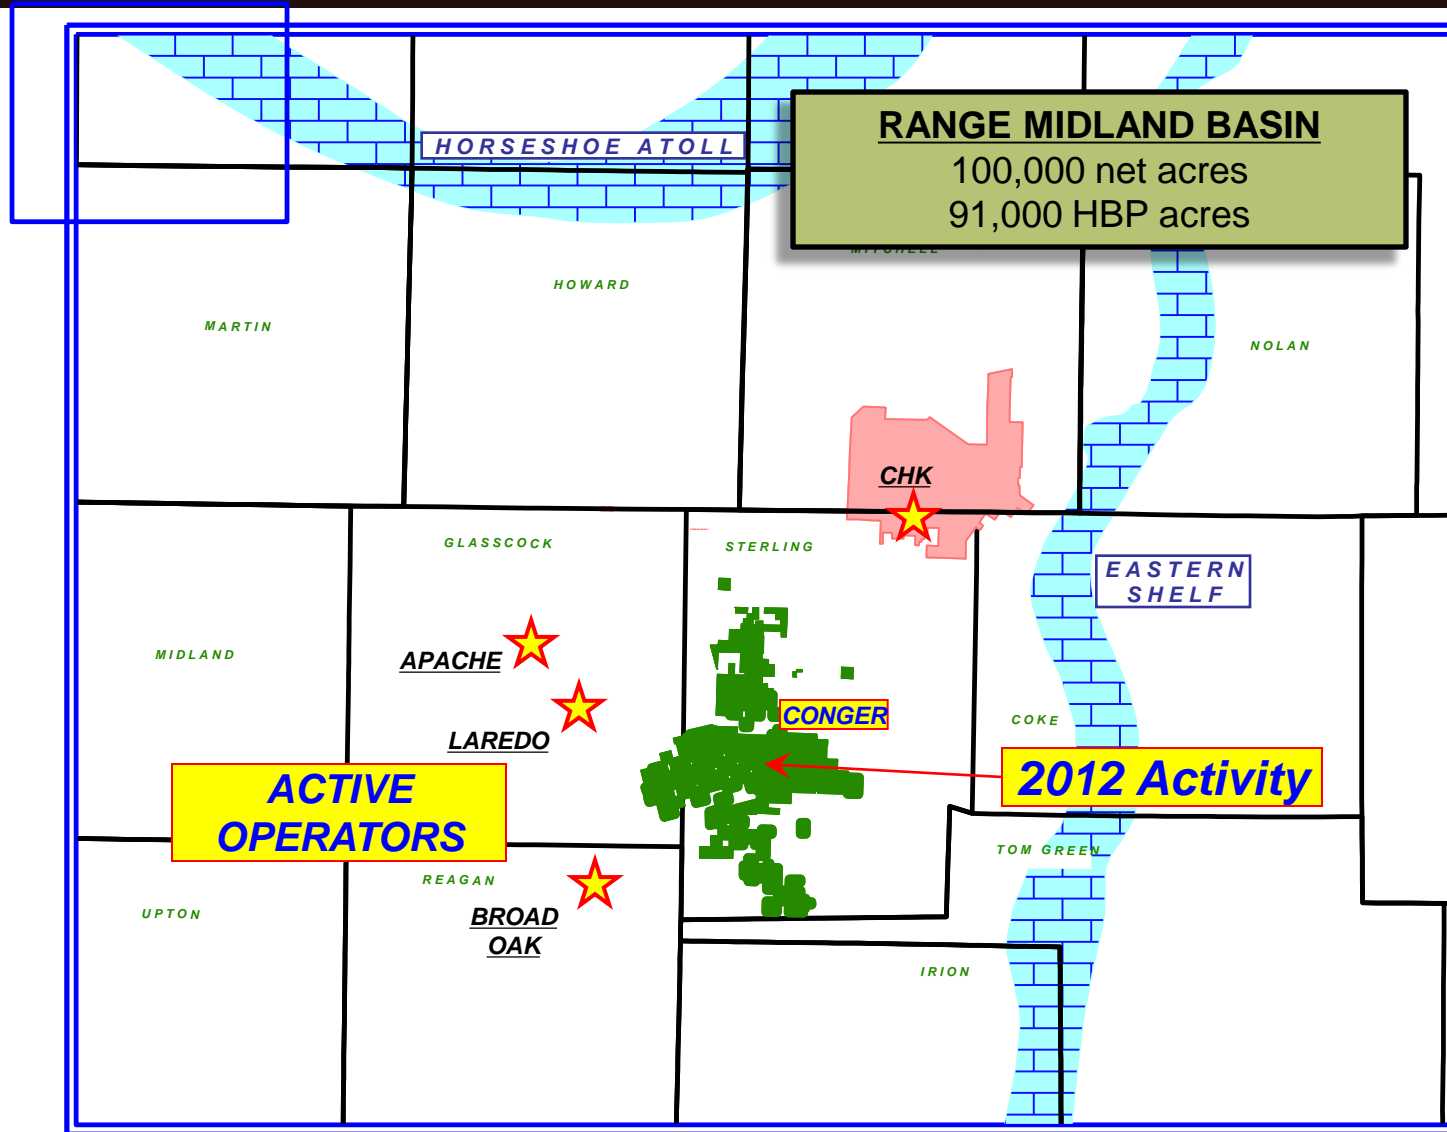 RANGE MIDLAND BASIN
100,000 net acres
91,000 HBP acres
HORSESHOE ATOLL
MITCHELL
HOWARD
MARTIN
NOLAN
CHK
GLASSCOCK
STERLING
EASTERN
SHELF
MIDLAND
APACHE
CONGER
COKE
LAREDO
2012 Activity
ACTIVE
OPERATORS
TOM GREEN
REAGAN
UPTON
BROAD
OAK
IRION